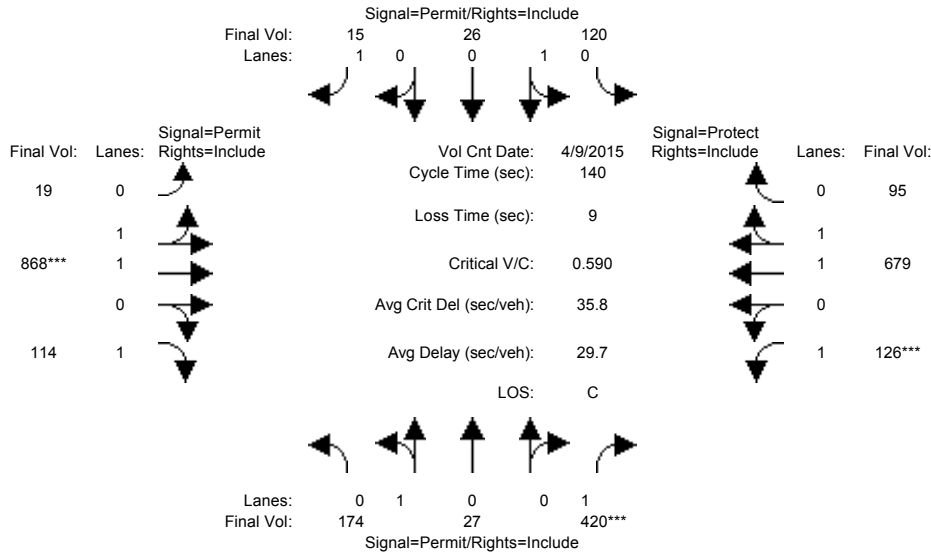 Signal=Permit/Rights=Include
Final Vol: 15 26 120
Lanes: 1 0 0 1 0
Signal=Permit
Final Vol: Lanes: Rights=Include
Vol Cnt Date: 4/9/2015
Signal=Protect
Rights=Include Lanes: Final Vol:
Cycle Time (sec): 140
19 0
0 95
Loss Time (sec): 9
1
1
868*** 1
Critical V/C: 0.590
1 679
0
Avg Crit Del (sec/veh): 35.8
0
114 1
Avg Delay (sec/veh): 29.7
1 126***
LOS: C
Lanes: 0 1 0 0 1
Final Vol: 174 27 420***
Signal=Permit/Rights=Include